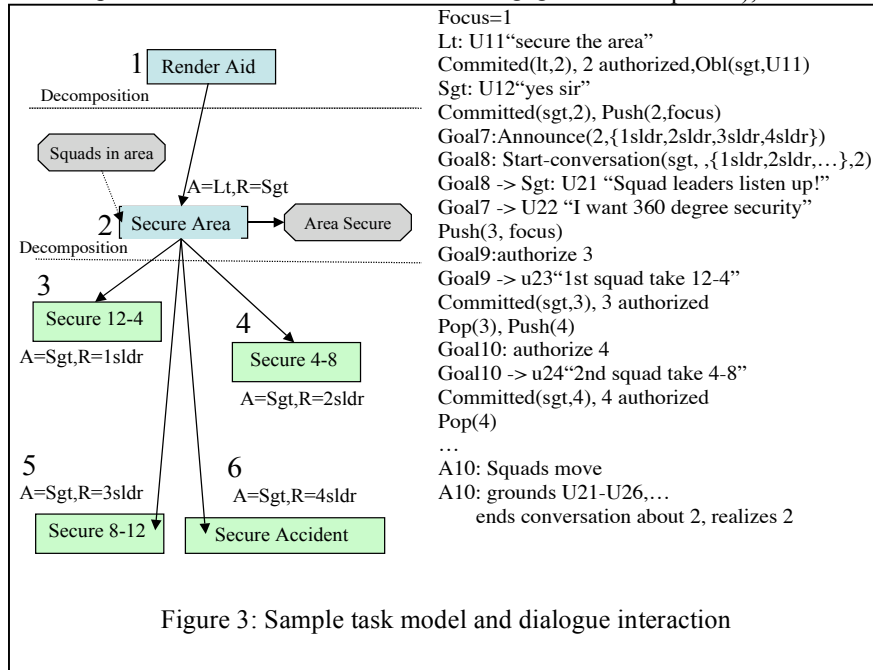 1 Render Aid
Decomposition
Squads in area
A=Lt,R=Sgt
2 Secure Area
Area Secure
Decomposition
3
Secure 12-4
A=Sgt,R=1sldr
4
Secure 4-8
A=Sgt,R=2sldr
5
A=Sgt,R=3sldr
Secure 8-12
6
A=Sgt,R=4sldr
Secure Accident
Focus=1
Lt: U11“secure the area”
Commited(lt,2), 2 authorized,Obl(sgt,U11)
Sgt: U12“yes sir”
Committed(sgt,2), Push(2,focus)
Goal7:Announce(2,{1sldr,2sldr,3sldr,4sldr})
Goal8: Start-conversation(sgt, ,{1sldr,2sldr,…},2)
Goal8 -> Sgt: U21 “Squad leaders listen up!”
Goal7 -> U22 “I want 360 degree security”
Push(3, focus)
Goal9:authorize 3
Goal9 -> u23“1st squad take 12-4”
Committed(sgt,3), 3 authorized
Pop(3), Push(4)
Goal10: authorize 4
Goal10 -> u24“2nd squad take 4-8”
Committed(sgt,4), 4 authorized
Pop(4)
…
A10: Squads move
A10: grounds U21-U26,…
ends conversation about 2, realizes 2
Figure 3: Sample task model and dialogue interaction